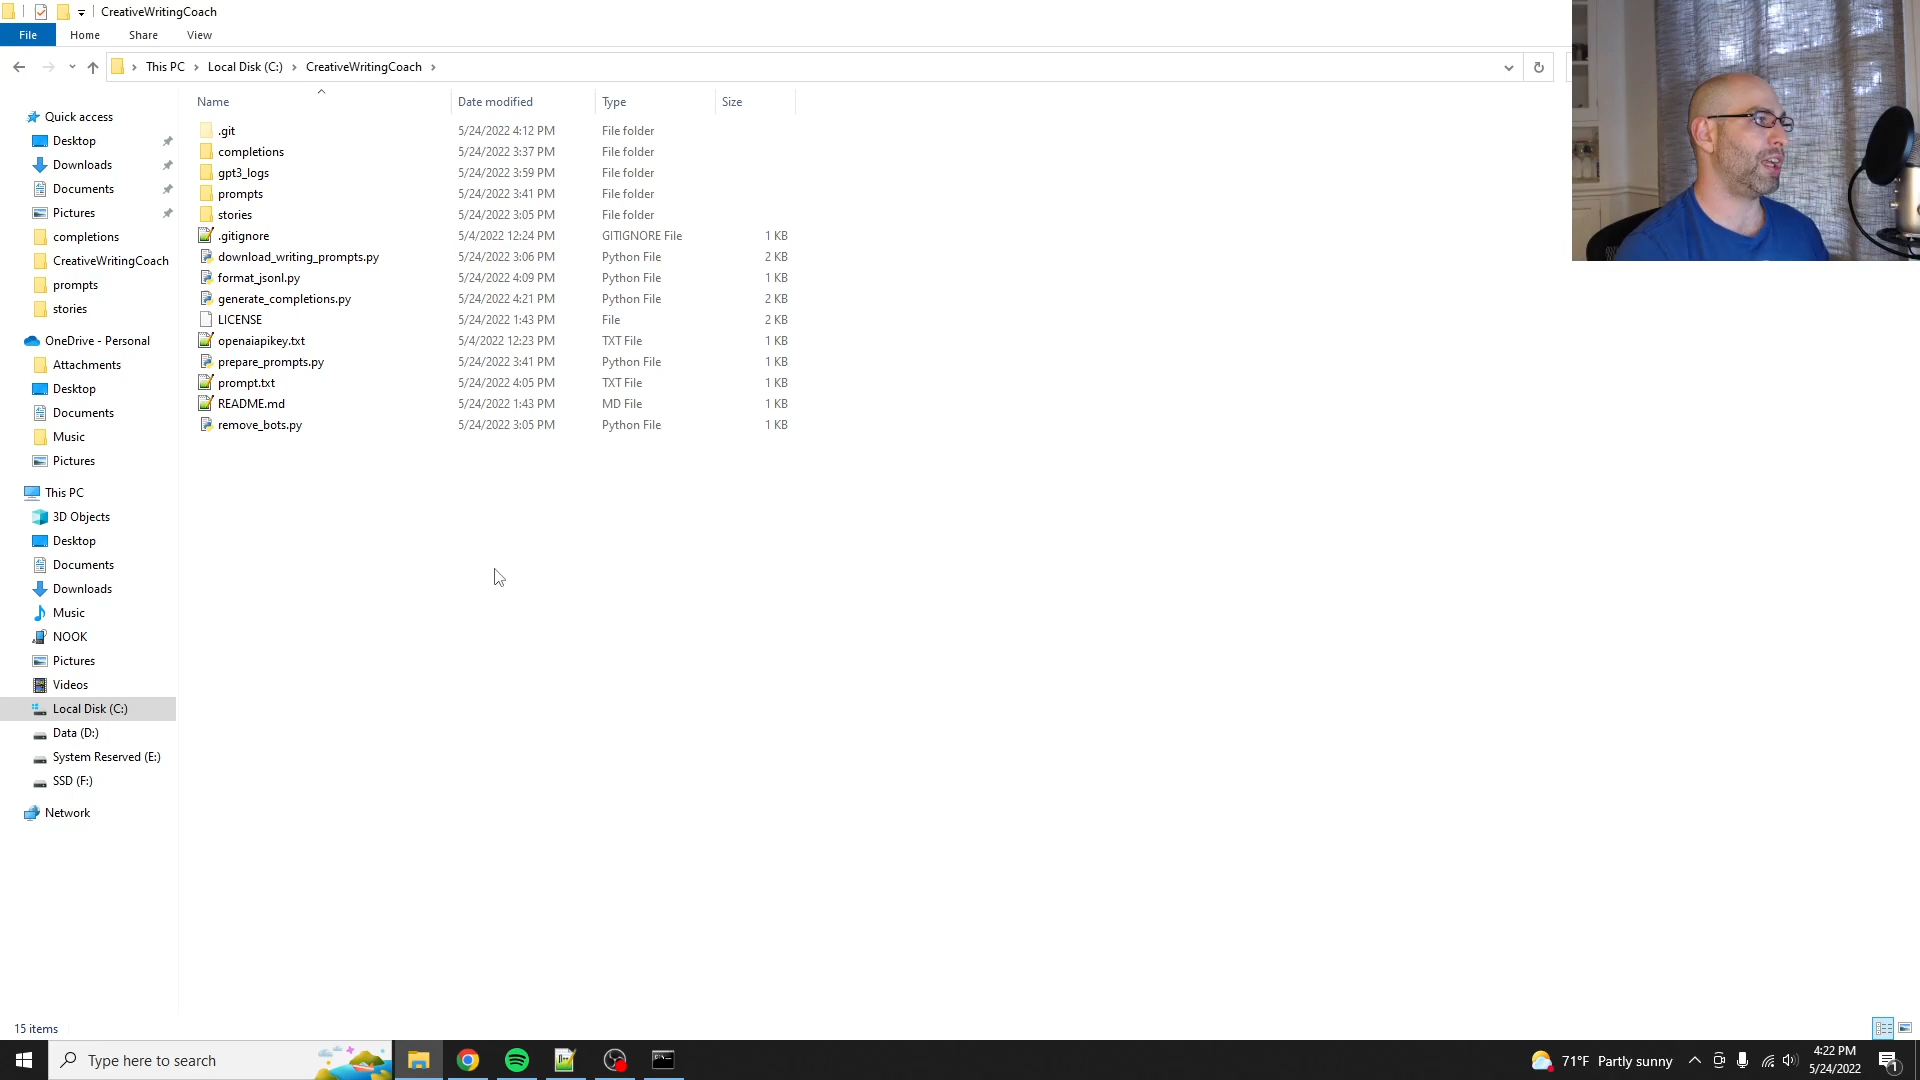 CreativeWritingCoach
File Home Share View
This PC Local Disk (C:) CreativeWritingCoach
Name Date modified Type Size
Quick access
Desktop
Downloads
Documents
Pictures
completions
CreativeWritingCoach
prompts
stories
OneDrive - Personal
Attachments
Desktop
Documents
Music
Pictures
This PC
3D Objects
Desktop
Documents
Downloads
Music
NOOK
Pictures
Videos
Local Disk (C:)
Data (D:)
System Reserved (E:)
SSD (F:)
Network
.git 5/24/2022 4:12 PM File folder
completions 5/24/2022 3:37 PM File folder
gpt3_logs 5/24/2022 3:59 PM File folder
prompts 5/24/2022 3:41 PM File folder
stories 5/24/2022 3:05 PM File folder
.gitignore 5/4/2022 12:24 PM GITIGNORE File 1 KB
download_writing_prompts.py 5/24/2022 3:06 PM Python File 2 KB
format_jsonl.py 5/24/2022 4:09 PM Python File 1 KB
generate_completions.py 5/24/2022 4:21 PM Python File 2 KB
LICENSE 5/24/2022 1:43 PM File 2 KB
openaiapikey.txt 5/4/2022 12:23 PM TXT File 1 KB
prepare_prompts.py 5/24/2022 3:41 PM Python File 1 KB
prompt.txt 5/24/2022 4:05 PM TXT File 1 KB
README.md 5/24/2022 1:43 PM MD File 1 KB
remove_bots.py 5/24/2022 3:05 PM Python File 1 KB
15 items
Type here to search
71°F Partly sunny
4:22 PM
5/24/2022
1